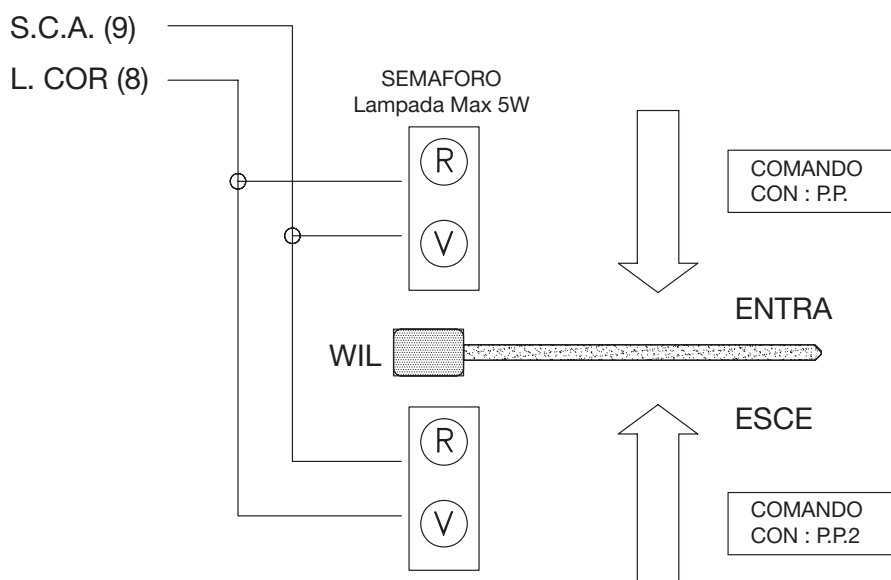 S.C.A. (9)
L. COR (8)
SEMAFORO
Lampada Max 5W
R
V
COMANDO
CON : P.P.
ENTRA
WIL
ESCE
R
V
COMANDO
CON : P.P.2